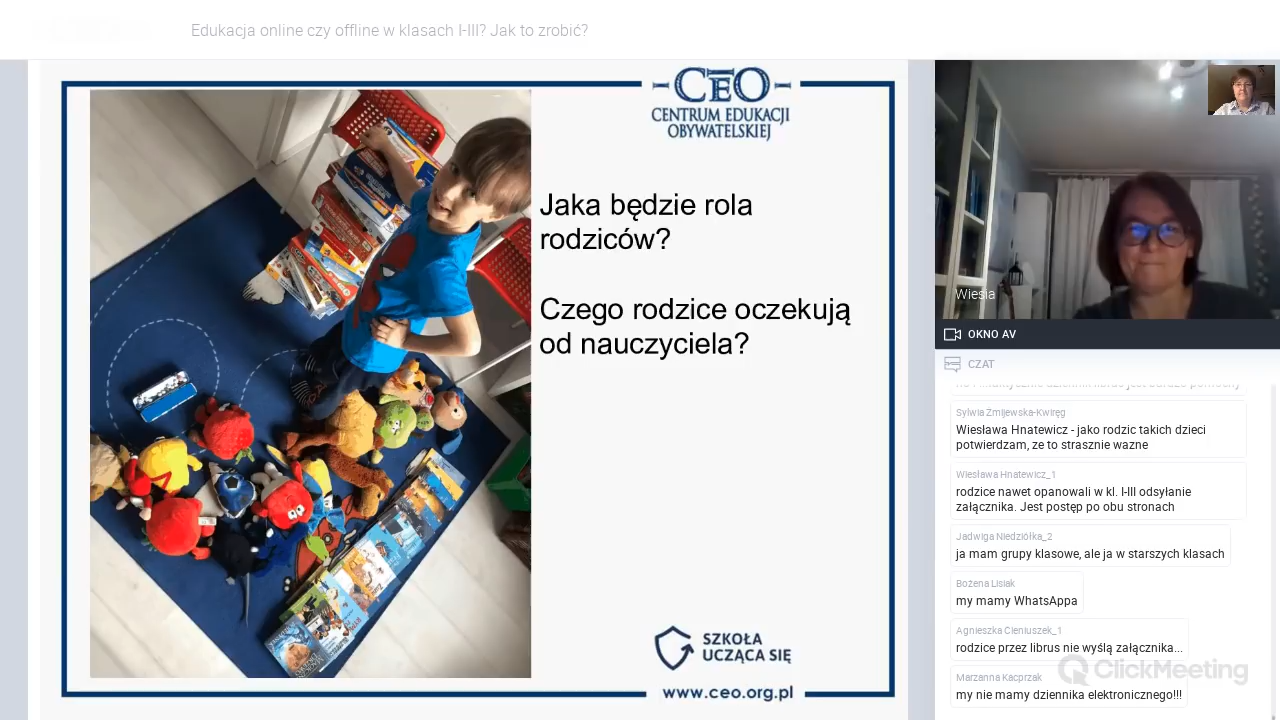 Edukacja online czy offline w klasach I-III? Jak to zrobić?
CEO
CENTRUM EDUKACJI
OBYWATELSKIEJ
Jaka będzie rola
rodziców?
Czego rodzice oczekują
od nauczyciela?
SZKOŁA
UCZĄCA SIĘ
www.ceo.org.pl
Wiesia
OKNO AV
CZAT
Sylwia Żmijewska-Kwiręg
Wiesława Hnatewicz - jako rodzic takich dzieci
potwierdzam, ze to strasznie wazne
Wiesława Hnatewicz_1
rodzice nawet opanowali w kl. I-III odsyłanie
załącznika. Jest postęp po obu stronach
Jadwiga Niedziółka_2
ja mam grupy klasowe, ale ja w starszych klasach
Bożena Lisiak
my mamy WhatsAppa
Agnieszka Cieniuszek_1
rodzice przez librus nie wyślą załącznika...
ClickMeeting
Marzanna Kacprzak
my nie mamy dziennika elektronicznego!!!